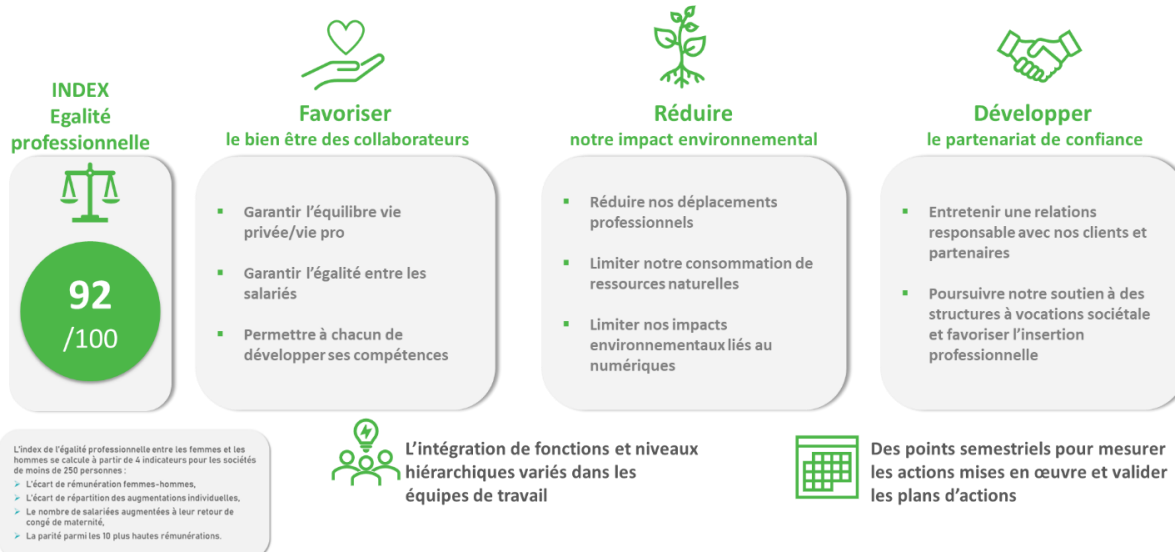 INDEX
Egalité
professionnelle
92
/100
Favoriser
le bien être des collaborateurs
▪ Garantir l'équilibre vie
privée/vie pro
▪ Garantir l'égalité entre les
salariés
▪ Permettre à chacun de
développer ses compétences
Réduire
notre impact environnemental
▪ Réduire nos déplacements
professionnels
▪ Limiter notre consommation de
ressources naturelles
▪ Limiter nos impacts
environnementaux liés au
numériques
Développer
le partenariat de confiance
▪ Entretenir une relations
responsable avec nos clients et
partenaires
▪ Poursuivre notre soutien à des
structures à vocations sociétale
et favoriser l'insertion
professionnelle
L'index de l'égalité professionnelle entre les femmes et les
hommes se calcule à partir de 4 indicateurs pour les sociétés
de moins de 250 personnes :
➢ L'écart de rémunération femmes-hommes,
➢ L'écart de répartition des augmentations individuelles,
➢ Le nombre de salariées augmentées à leur retour de
congé de maternité,
➢ La parité parmi les 10 plus hautes rémunérations.
L'intégration de fonctions et niveaux
hiérarchiques variés dans les
équipes de travail
Des points semestriels pour mesurer
les actions mises en œuvre et valider
les plans d'actions